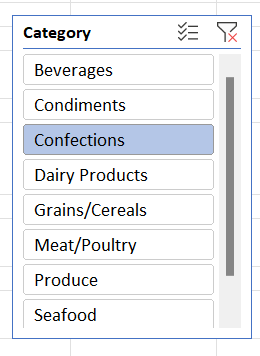 Category
Beverages
Condiments
Confections
Dairy Products
Grains/Cereals
Meat/Poultry
Produce
Seafood